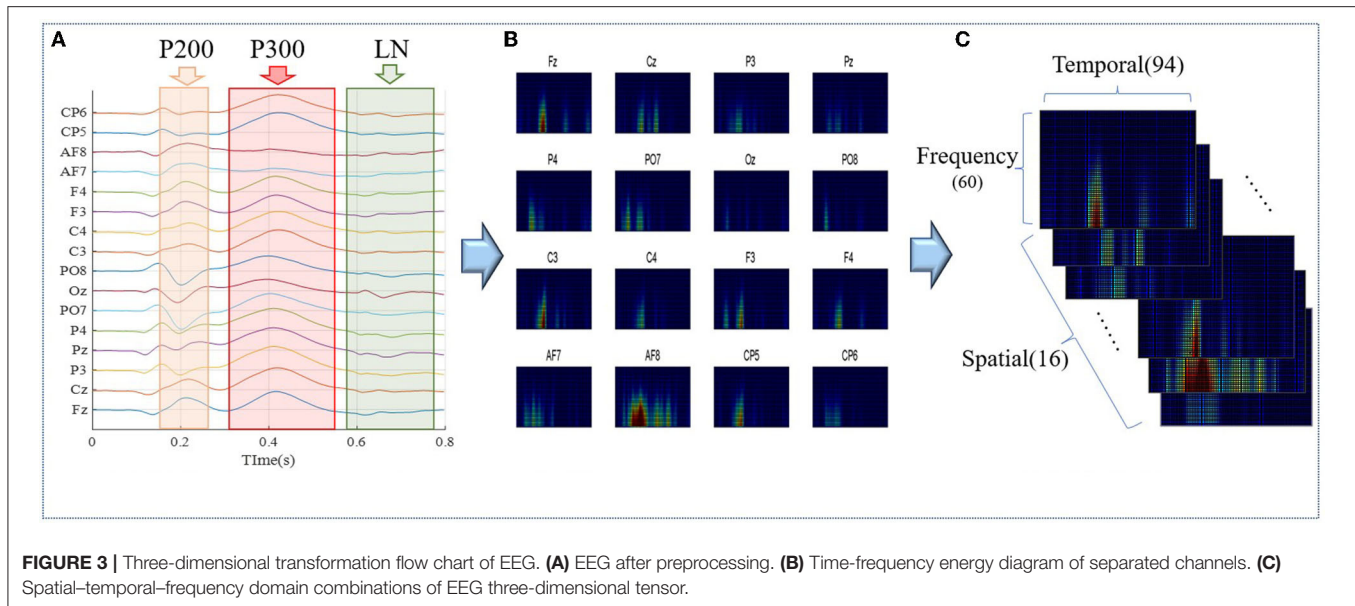 A
P200 P300 LN
CP6
CP5
AF8
AF7
F4
F3
C4
C3
PO8
Oz
PO7
P4
Pz
P3
Cz
Fz
0 0.2 0.4 0.6 0.8
TIme(s)
B
Fz Cz P3 Pz
P4 PO7 Oz PO8
C3 C4 F3 F4
AF7 AF8 CP5 CP6
C
Temporal(94)
Frequency
(60)
Spatial(16)
FIGURE 3 | Three-dimensional transformation flow chart of EEG. (A) EEG after preprocessing. (B) Time-frequency energy diagram of separated channels. (C)
Spatial–temporal–frequency domain combinations of EEG three-dimensional tensor.